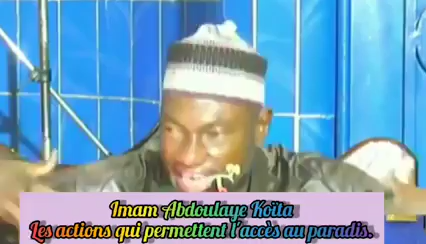 Imam Abdoulaye Koïta
Les actions qui permettent l'accès au paradis.